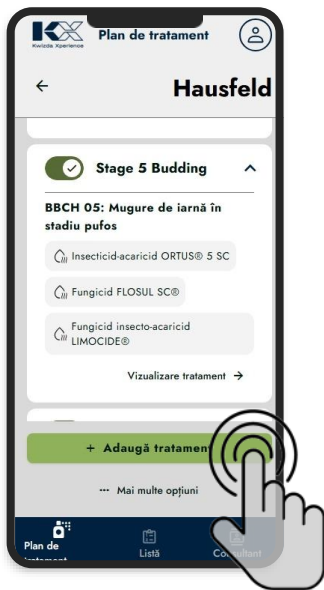 KX
Kwizda Xperience
Plan de tratament
Hausfeld
Stage 5 Budding
BBCH 05: Mugure de iarnă în
stadiu pufos
Insecticid-acaricid ORTUS® 5 SC
Fungicid FLOSUL SC®
Fungicid insecto-acaricid
LIMOCIDE®
Vizualizare tratament →
+ Adaugă tratament
••• Mai multe opțiuni
Plan de
Listă